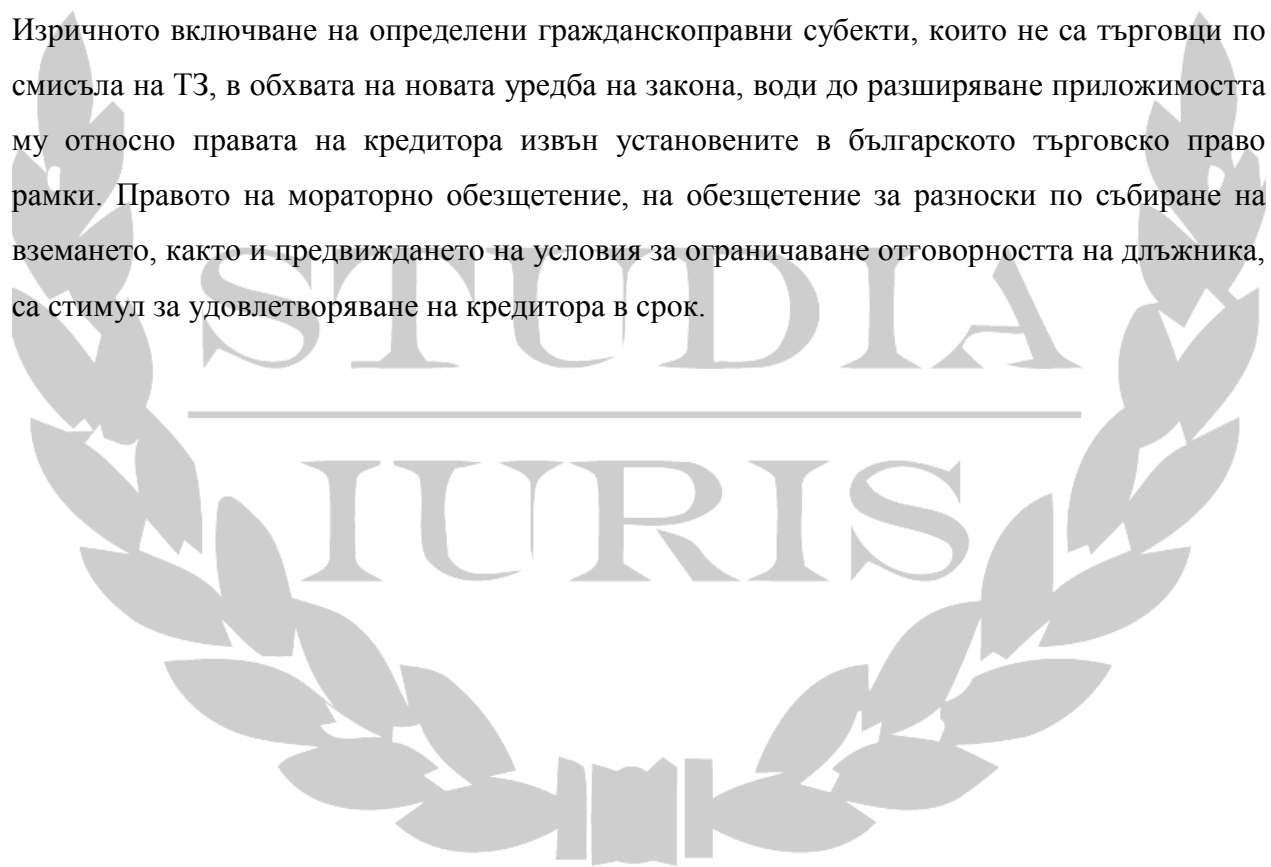 Изричното включване на определени гражданскоправни субекти, които не са търговци по
смисъла на ТЗ, в обхвата на новата уредба на закона, води до разширяване приложимостта
му относно правата на кредитора извън установените в българското търговско право
рамки. Правото на мораторно обезщетение, на обезщетение за разноски по събиране на
вземането, както и предвиждането на условия за ограничаване отговорността на длъжника,
са стимул за удовлетворяване на кредитора в срок.
STUDIA
IURIS